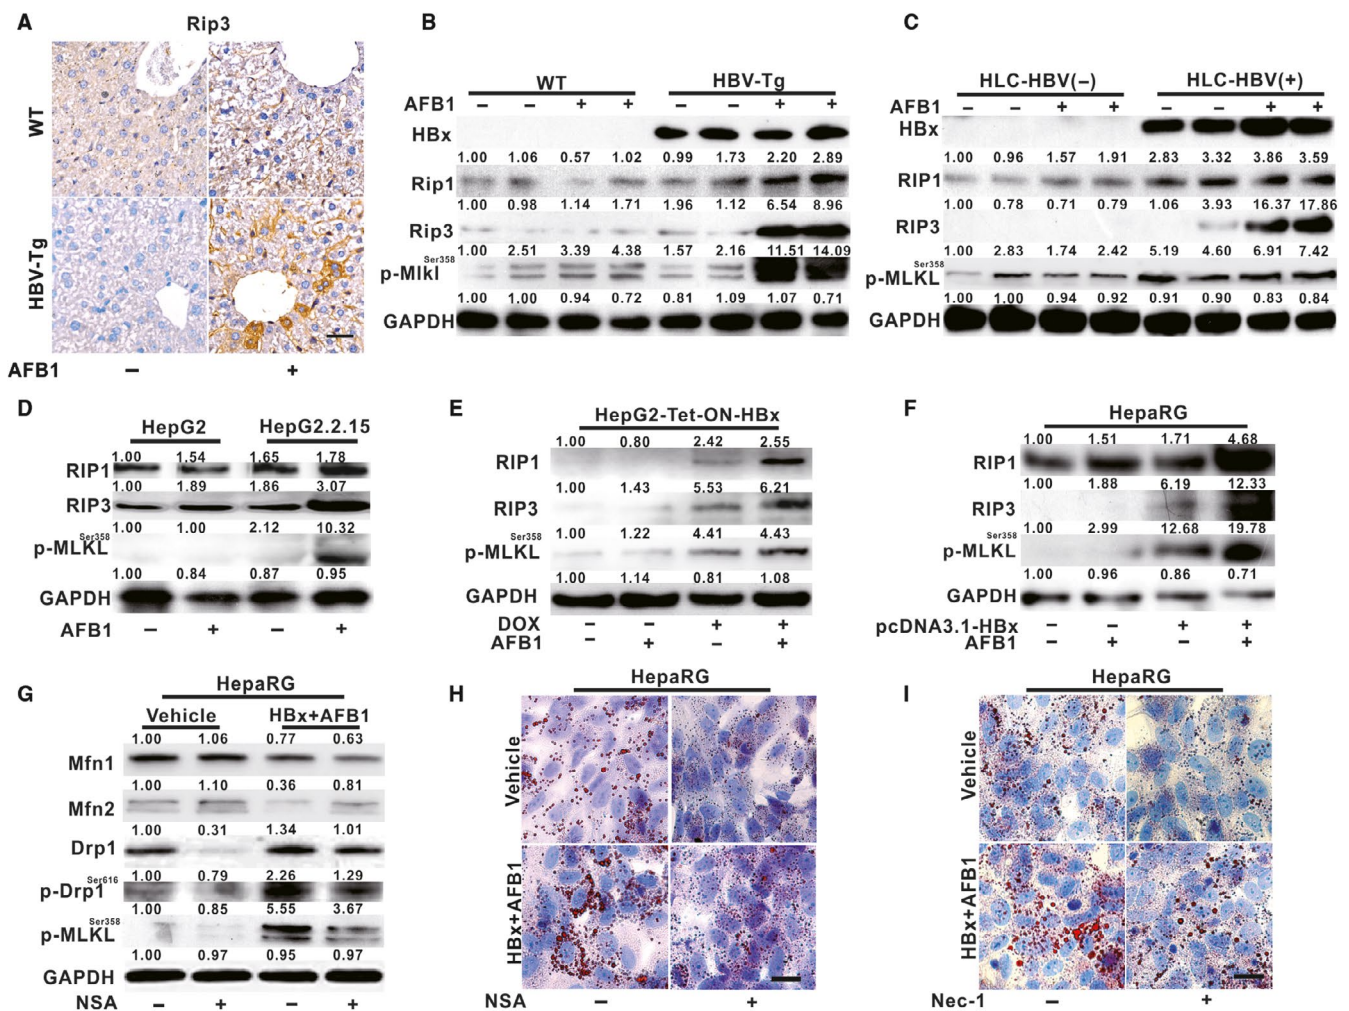 A
Rip3
WT
HBV-Tg
AFB1 − +
B
WT HBV-Tg
AFB1 − − + + − − + +
HBx
1.00 1.06 0.57 1.02 0.99 1.73 2.20 2.89
Rip1
1.00 0.98 1.14 1.71 1.96 1.12 6.54 8.96
Rip3
1.00 2.51 3.39 4.38 1.57 2.16 11.51 14.09
p-Mlkl Ser358
1.00 1.00 0.94 0.72 0.81 1.09 1.07 0.71
GAPDH
C
HLC-HBV(−) HLC-HBV(+)
AFB1 − − + + − − + +
HBx
1.00 0.96 1.57 1.91 2.83 3.32 3.86 3.59
RIP1
1.00 0.78 0.71 0.79 1.06 3.93 16.37 17.86
RIP3
1.00 2.83 1.74 2.42 5.19 4.60 6.91 7.42
p-MLKL Ser358
1.00 1.00 0.94 0.92 0.91 0.90 0.83 0.84
GAPDH
D
HepG2 HepG2.2.15
1.00 1.54 1.65 1.78
RIP1
1.00 1.89 1.86 3.07
RIP3
1.00 1.00 2.12 10.32
p-MLKL Ser358
1.00 0.84 0.87 0.95
GAPDH
AFB1 − + − +
E
HepG2-Tet-ON-HBx
1.00 0.80 2.42 2.55
RIP1
1.00 1.43 5.53 6.21
RIP3
1.00 1.22 4.41 4.43
p-MLKL
1.00 1.14 0.81 1.08
GAPDH
DOX − − + +
AFB1 − + − +
F
HepaRG
1.00 1.51 1.71 4.68
RIP1
1.00 1.88 6.19 12.33
RIP3
1.00 2.99 12.68 19.78
p-MLKL Ser358
1.00 0.96 0.86 0.71
GAPDH
pcDNA3.1-HBx − − + +
AFB1 − + − +
G
HepaRG
Vehicle HBx+AFB1
1.00 1.06 0.77 0.63
Mfn1
1.00 1.10 0.36 0.81
Mfn2
1.00 0.31 1.34 1.01
Drp1
1.00 0.79 2.26 1.29
p-Drp1 Ser616
1.00 0.85 5.55 3.67
p-MLKL Ser358
1.00 0.97 0.95 0.97
GAPDH
NSA − + − +
H
HepaRG
Vehicle
HBx+AFB1
NSA − +
I
HepaRG
Vehicle
HBx+AFB1
Nec-1 − +